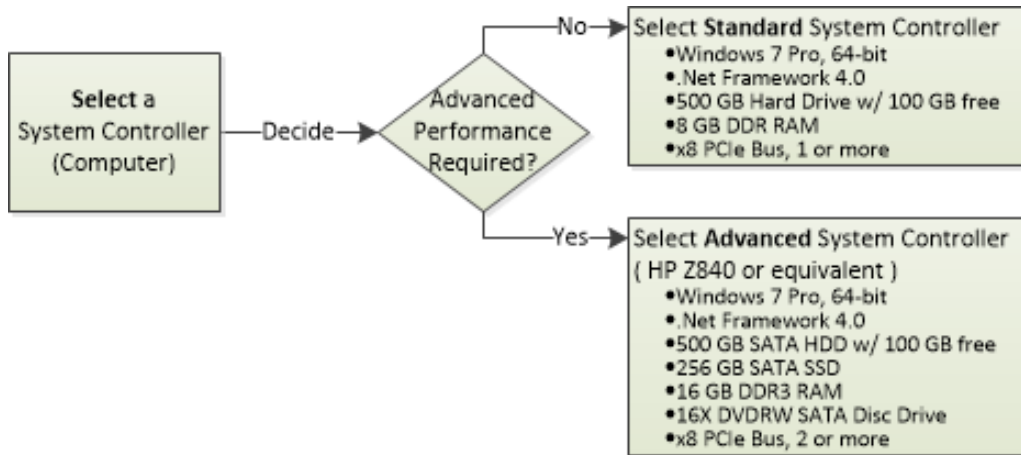 Select a
System Controller
(Computer)
Decide
Advanced
Performance
Required?
No
Select Standard System Controller
•Windows 7 Pro, 64-bit
•.Net Framework 4.0
•500 GB Hard Drive w/ 100 GB free
•8 GB DDR RAM
•x8 PCIe Bus, 1 or more
Yes
Select Advanced System Controller
( HP Z840 or equivalent )
•Windows 7 Pro, 64-bit
•.Net Framework 4.0
•500 GB SATA HDD w/ 100 GB free
•256 GB SATA SSD
•16 GB DDR3 RAM
•16X DVDRW SATA Disc Drive
•x8 PCIe Bus, 2 or more